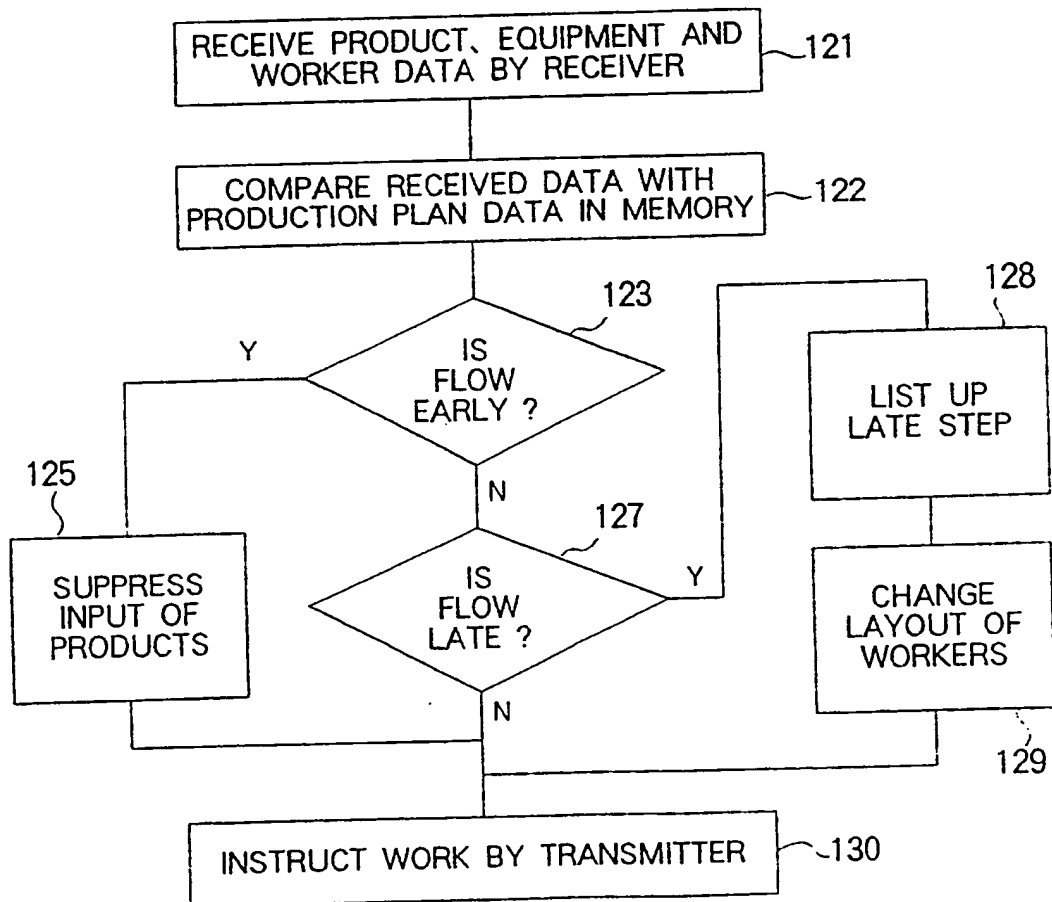 RECEIVE PRODUCT、EQUIPMENT AND
WORKER DATA BY RECEIVER
121
COMPARE RECEIVED DATA WITH
PRODUCTION PLAN DATA IN MEMORY
122
123
Y
IS
FLOW
EARLY ?
N
125
SUPPRESS
INPUT OF
PRODUCTS
127
IS
FLOW
LATE ?
Y
N
128
LIST UP
LATE STEP
CHANGE
LAYOUT OF
WORKERS
129
INSTRUCT WORK BY TRANSMITTER
130